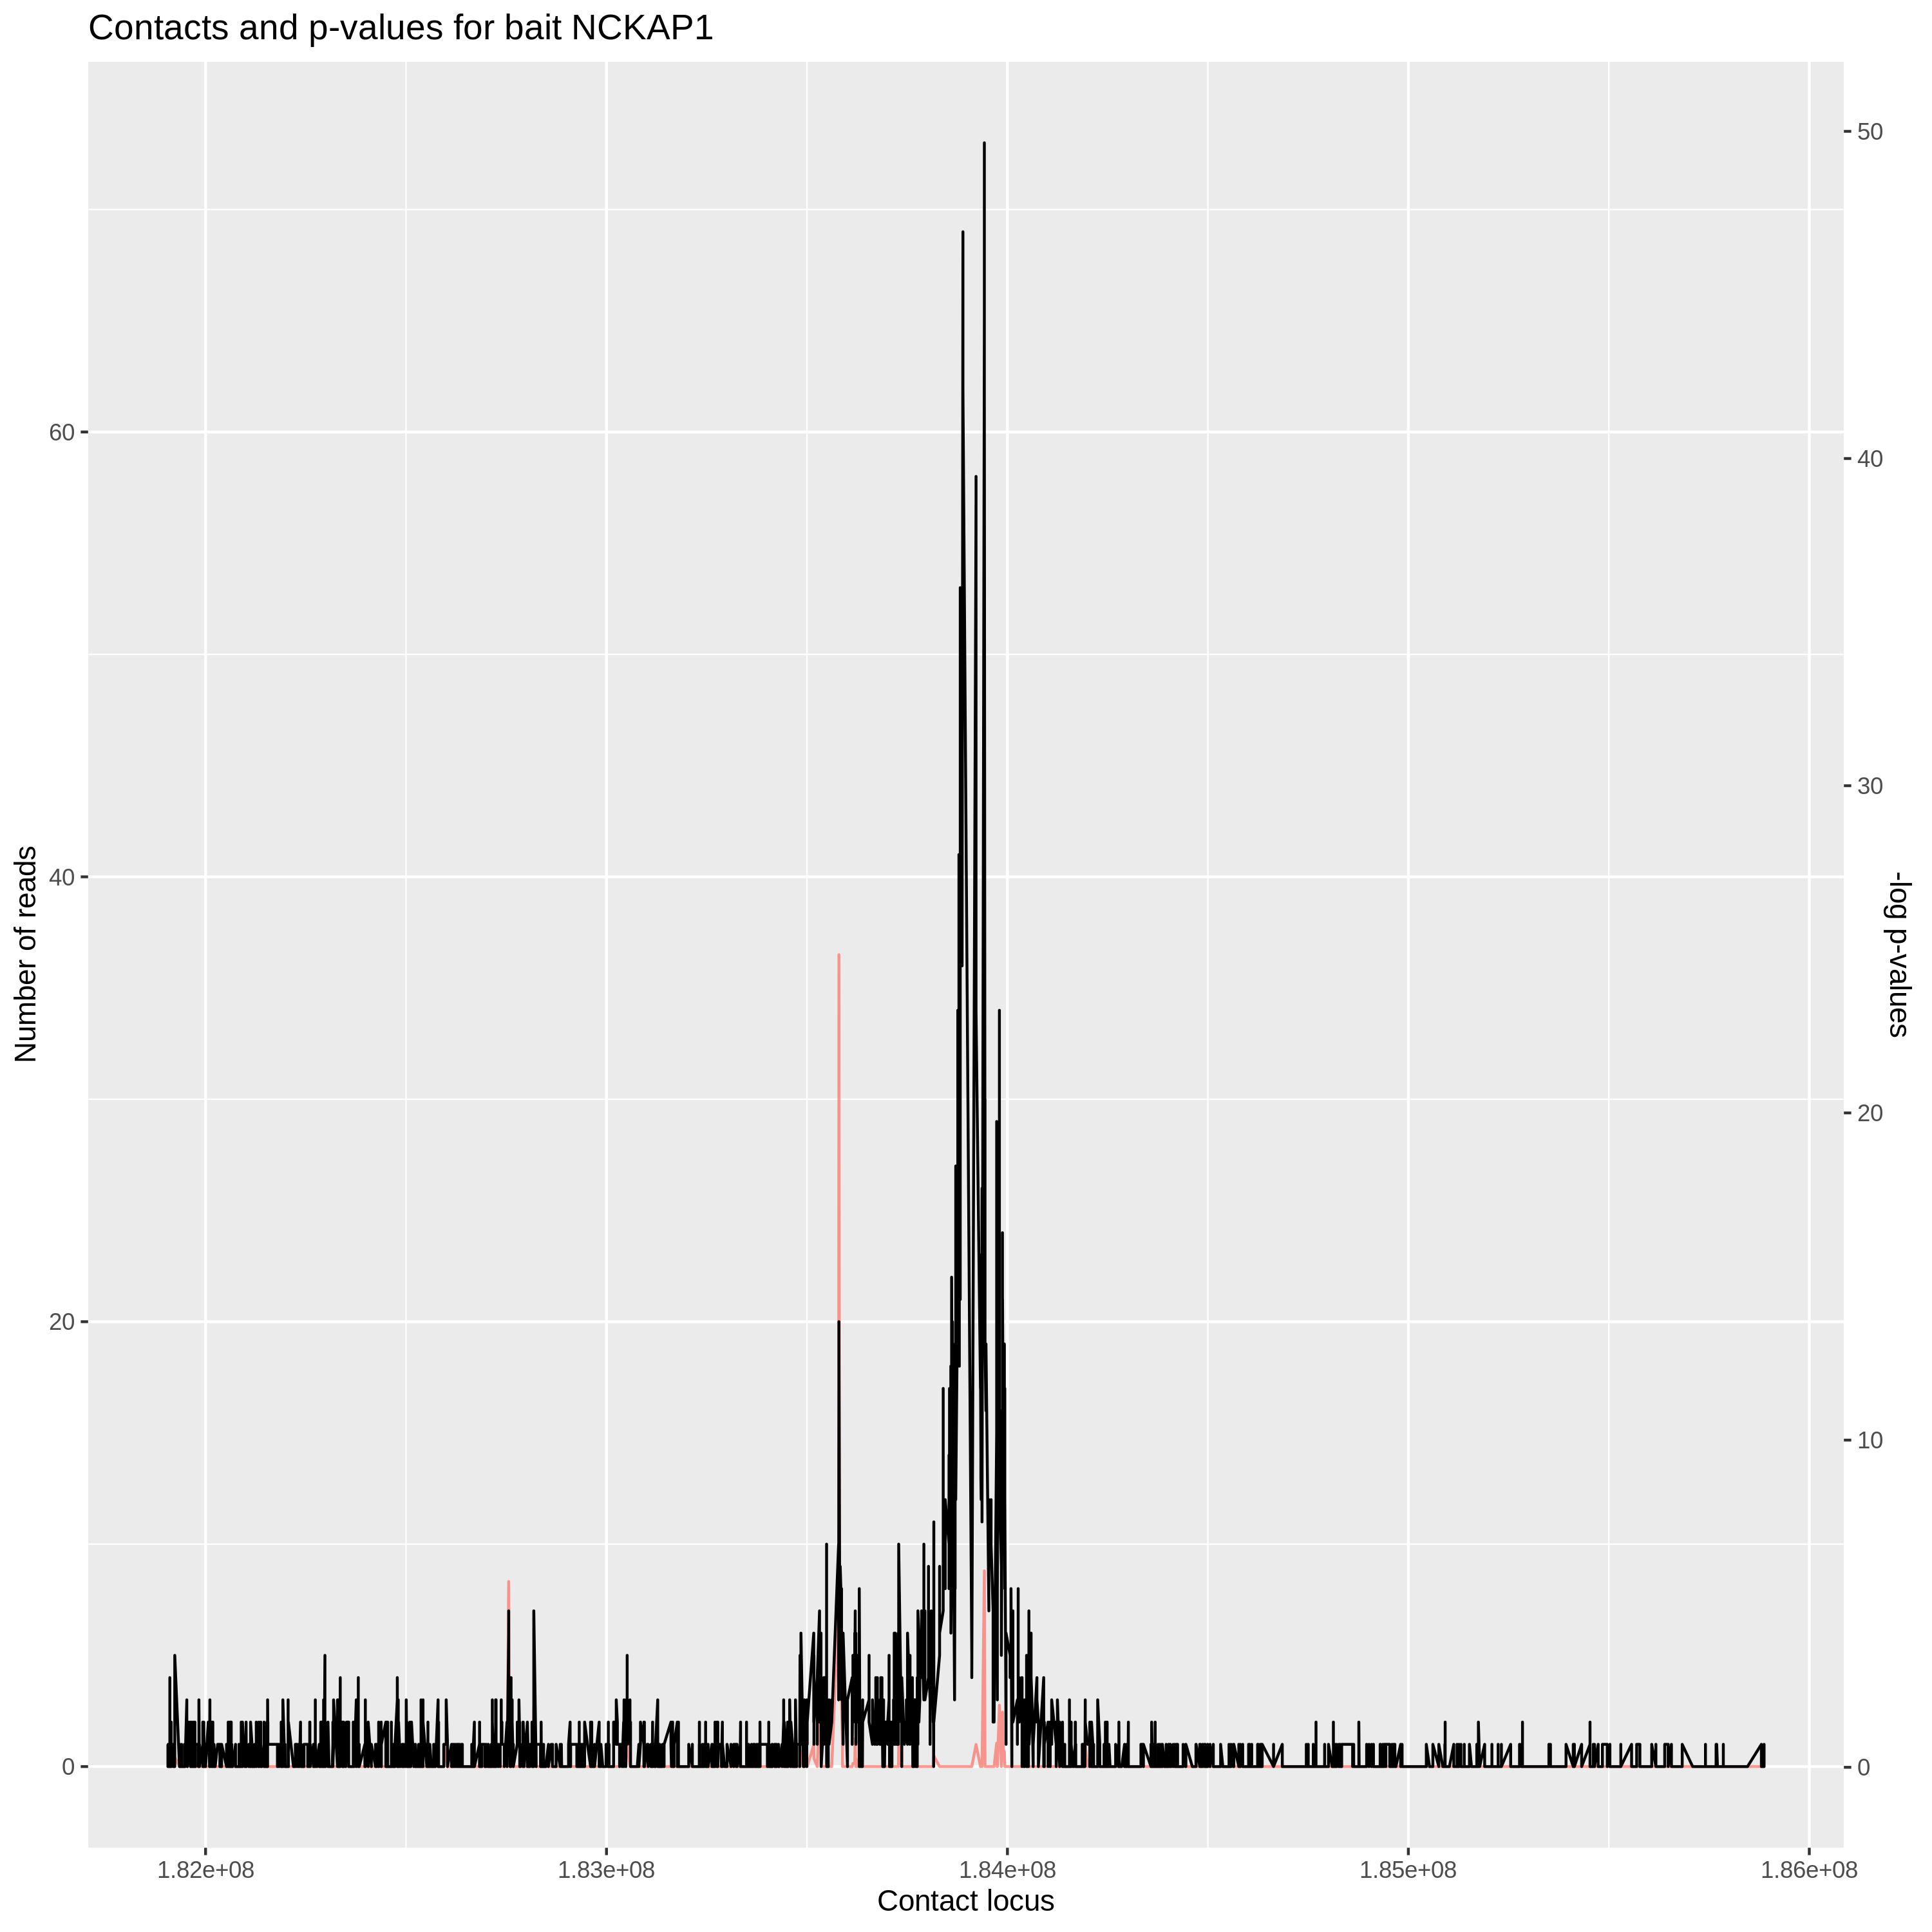 Contacts and p-values for bait NCKAP1
Number of reads
60
40
20
0
50
40
30
20
10
0
-log p-values
1.82e+08 1.83e+08 1.84e+08 1.85e+08 1.86e+08
Contact locus